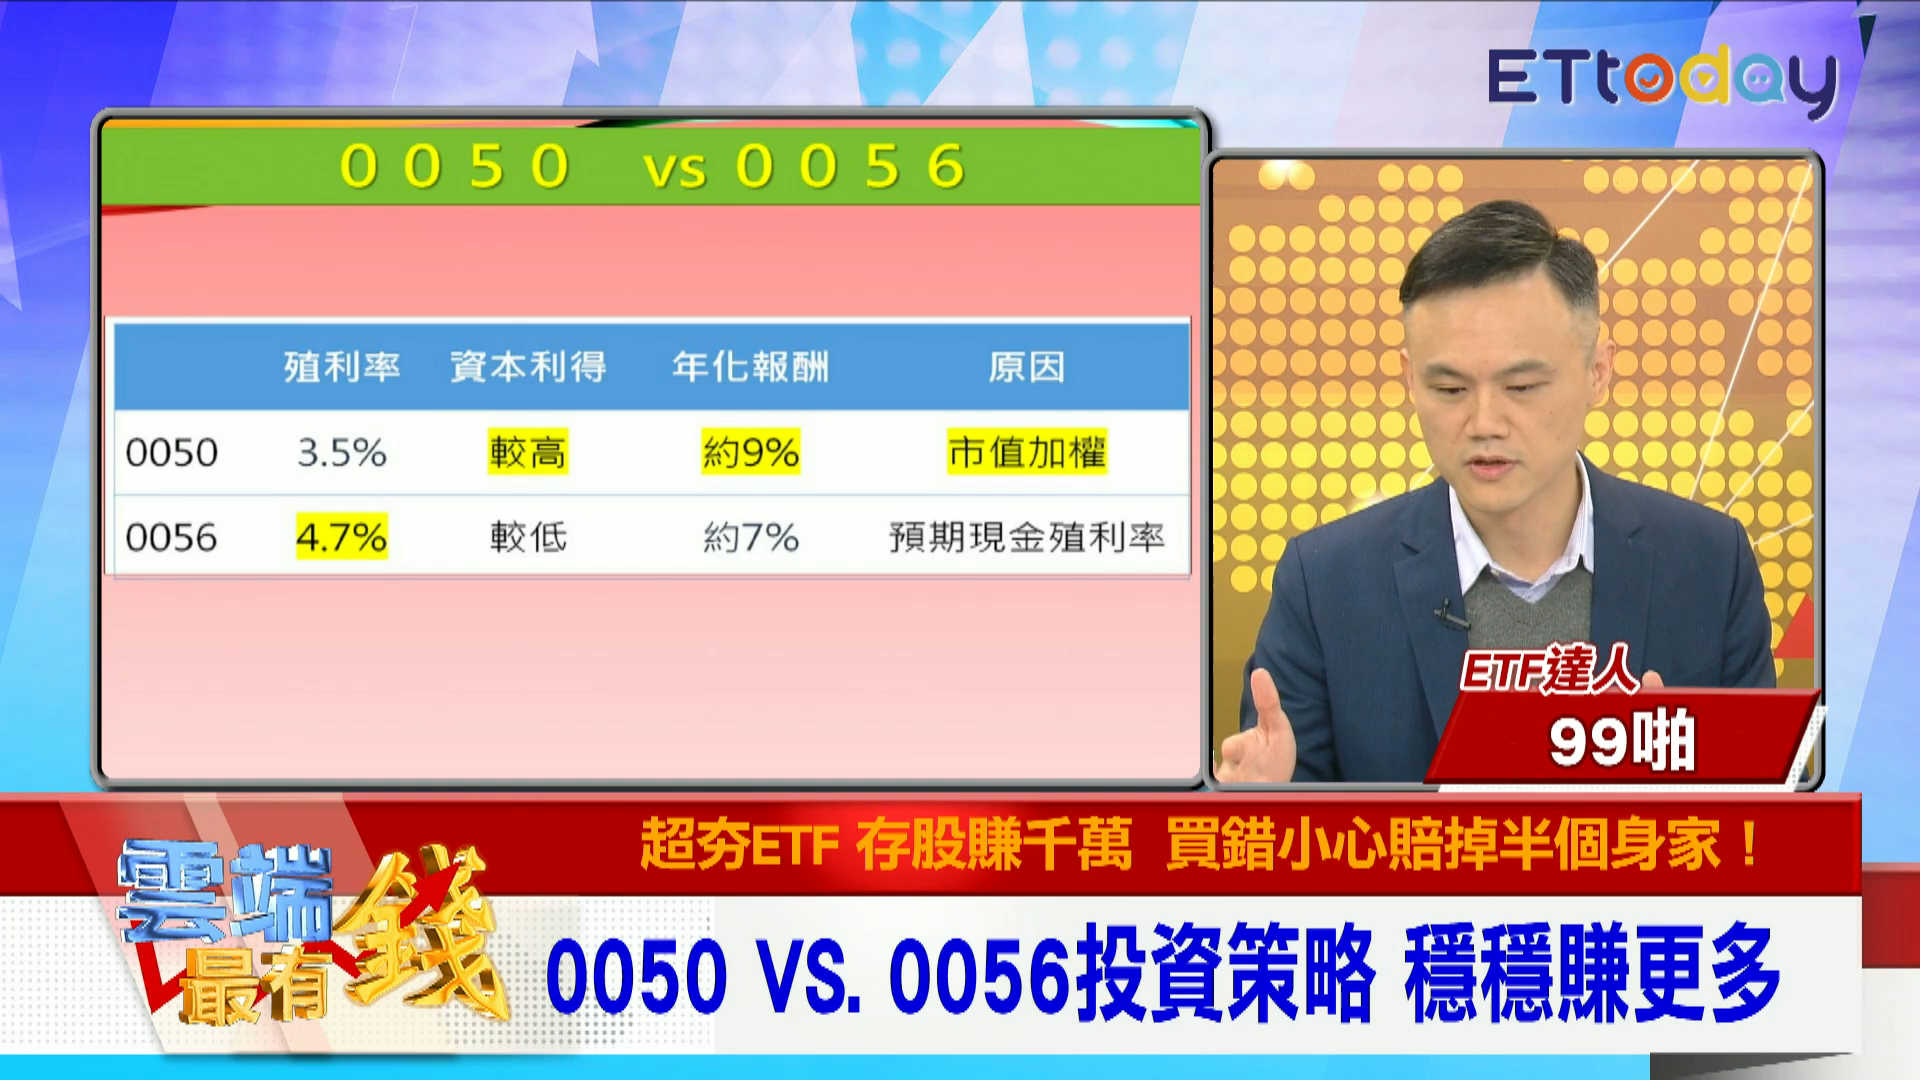 ETtoday
0050 vs 0056
殖利率 資本利得 年化報酬 原因
0050 3.5% 較高 約9% 市值加權
0056 4.7% 較低 約7% 預期現金殖利率
ETF達人
99啪
超夯ETF 存股賺千萬 買錯小心賠掉半個身家！
雲端最有錢
0050 VS. 0056投資策略 穩穩賺更多